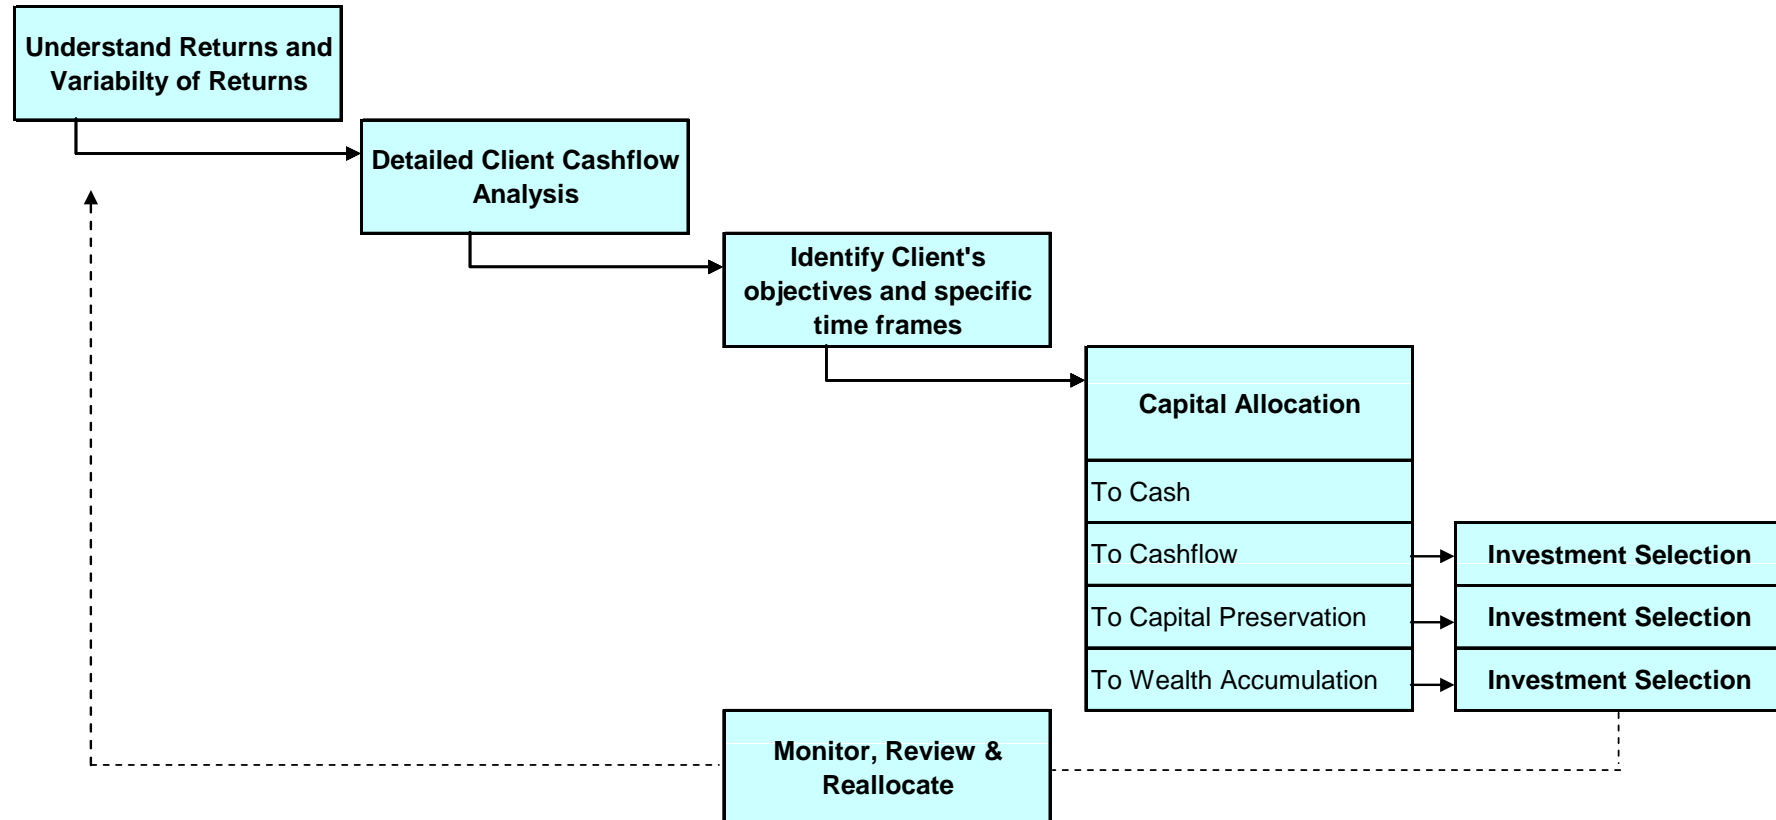 Understand Returns and
Variabilty of Returns
Detailed Client Cashflow
Analysis
Identify Client's
objectives and specific
time frames
Capital Allocation
To Cash
To Cashflow
Investment Selection
To Capital Preservation
Investment Selection
To Wealth Accumulation
Investment Selection
Monitor, Review &
Reallocate